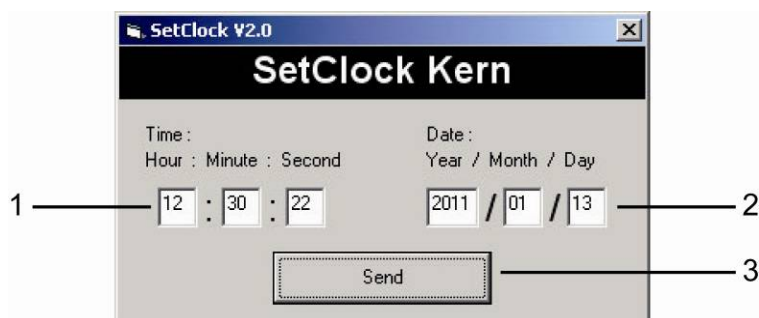 SetClock V2.0
SetClock Kern
Time : Date :
Hour : Minute : Second Year / Month / Day
1 12 : 30 : 22 2011 / 01 / 13 2
Send 3